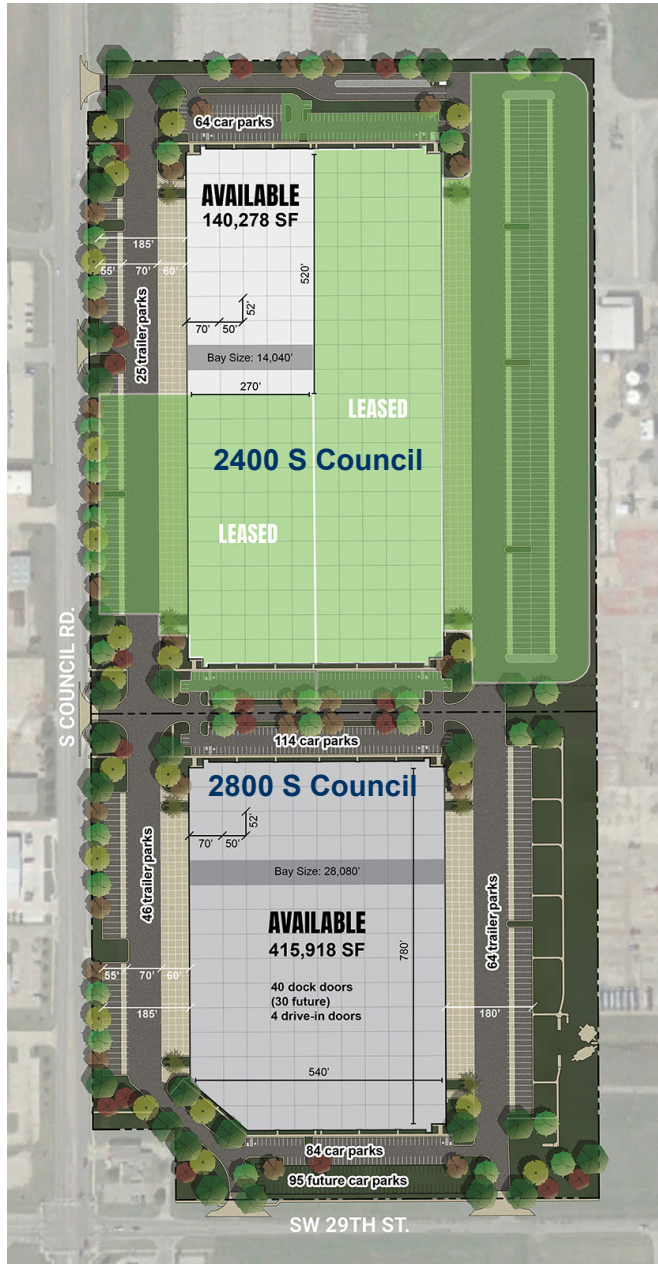 64 car parks
AVAILABLE
140,278 SF
185'
55' 70' 60'
520'
52'
70' 50'
25 trailer parks
Bay Size: 14,040'
270'
LEASED
2400 S Council
LEASED
S COUNCIL RD.
114 car parks
2800 S Council
52'
70' 50'
46 trailer parks
Bay Size: 28,080'
AVAILABLE
415,918 SF
780'
64 trailer parks
40 dock doors
(30 future)
4 drive-in doors
55' 70' 60'
185'
180'
540'
84 car parks
95 future car parks
SW 29TH ST.